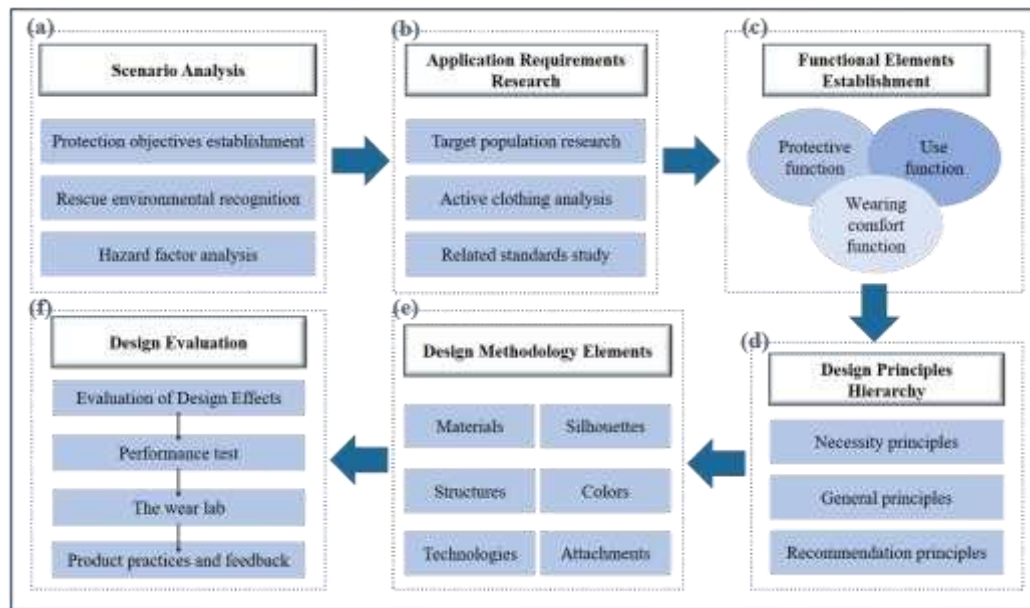 (a)
Scenario Analysis
Protection objectives establishment
Rescue environmental recognition
Hazard factor analysis
(b)
Application Requirements
Research
Target population research
Active clothing analysis
Related standards study
(c)
Functional Elements
Establishment
Protective
function
Use
function
Wearing
comfort
function
(d)
Design Principles
Hierarchy
Necessity principles
General principles
Recommendation principles
(e)
Design Methodology Elements
Materials
Silhouettes
Structures
Colors
Technologies
Attachments
(f)
Design Evaluation
Evaluation of Design Effects
Performance test
The wear lab
Product practices and feedback